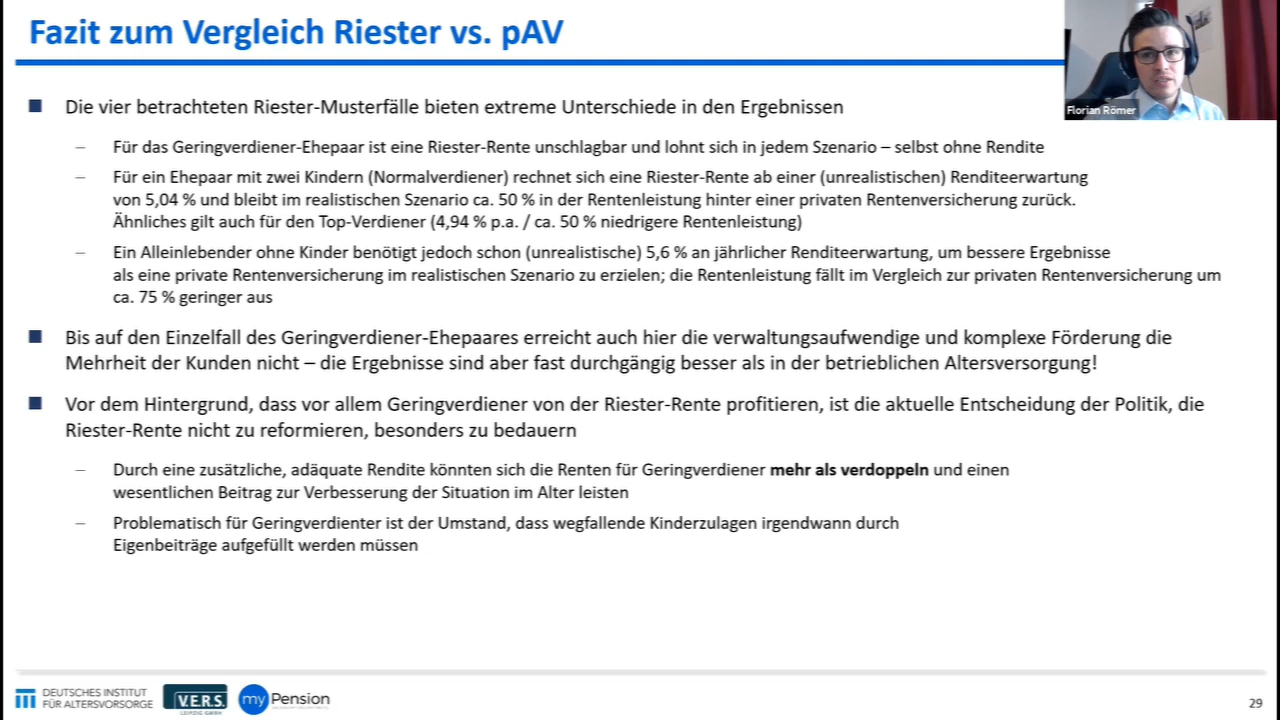 Fazit zum Vergleich Riester vs. pAV
Florian Römer
Die vier betrachteten Riester-Musterfälle bieten extreme Unterschiede in den Ergebnissen
– Für das Geringverdiener-Ehepaar ist eine Riester-Rente unschlagbar und lohnt sich in jedem Szenario – selbst ohne Rendite
– Für ein Ehepaar mit zwei Kindern (Normalverdiener) rechnet sich eine Riester-Rente ab einer (unrealistischen) Renditeerwartung
von 5,04 % und bleibt im realistischen Szenario ca. 50 % in der Rentenleistung hinter einer privaten Rentenversicherung zurück.
Ähnliches gilt auch für den Top-Verdiener (4,94 % p.a. / ca. 50 % niedrigere Rentenleistung)
– Ein Alleinlebender ohne Kinder benötigt jedoch schon (unrealistische) 5,6 % an jährlicher Renditeerwartung, um bessere Ergebnisse
als eine private Rentenversicherung im realistischen Szenario zu erzielen; die Rentenleistung fällt im Vergleich zur privaten Rentenversicherung um
ca. 75 % geringer aus
Bis auf den Einzelfall des Geringverdiener-Ehepaares erreicht auch hier die verwaltungsaufwendige und komplexe Förderung die
Mehrheit der Kunden nicht – die Ergebnisse sind aber fast durchgängig besser als in der betrieblichen Altersversorgung!
Vor dem Hintergrund, dass vor allem Geringverdiener von der Riester-Rente profitieren, ist die aktuelle Entscheidung der Politik, die
Riester-Rente nicht zu reformieren, besonders zu bedauern
– Durch eine zusätzliche, adäquate Rendite könnten sich die Renten für Geringverdiener mehr als verdoppeln und einen
wesentlichen Beitrag zur Verbesserung der Situation im Alter leisten
– Problematisch für Geringverdienter ist der Umstand, dass wegfallende Kinderzulagen irgendwann durch
Eigenbeiträge aufgefüllt werden müssen
DEUTSCHES INSTITUT
FÜR ALTERSVORSORGE
V.E.R.S.
LEIPZIG GMBH
myPension
29